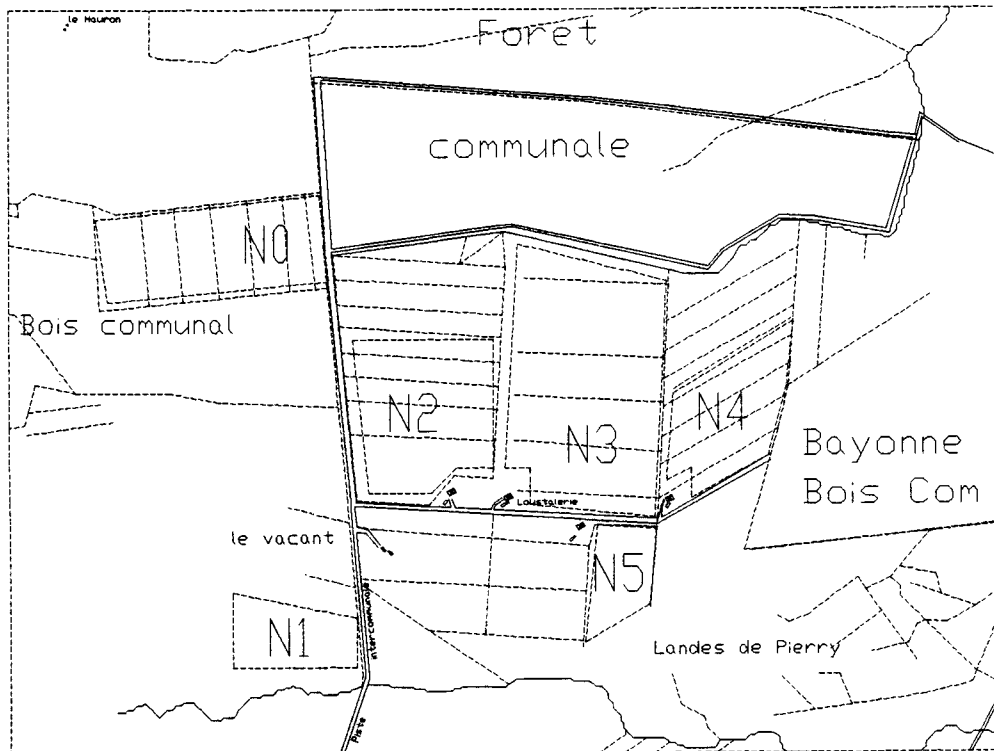 le Mauron
Foret
communale
N0
Bois communal
N2
N3
N4
Bayonne
Bois Com
Loustalerie
le vacant
N5
N1
intercommunale
Landes de Pierry
Piste